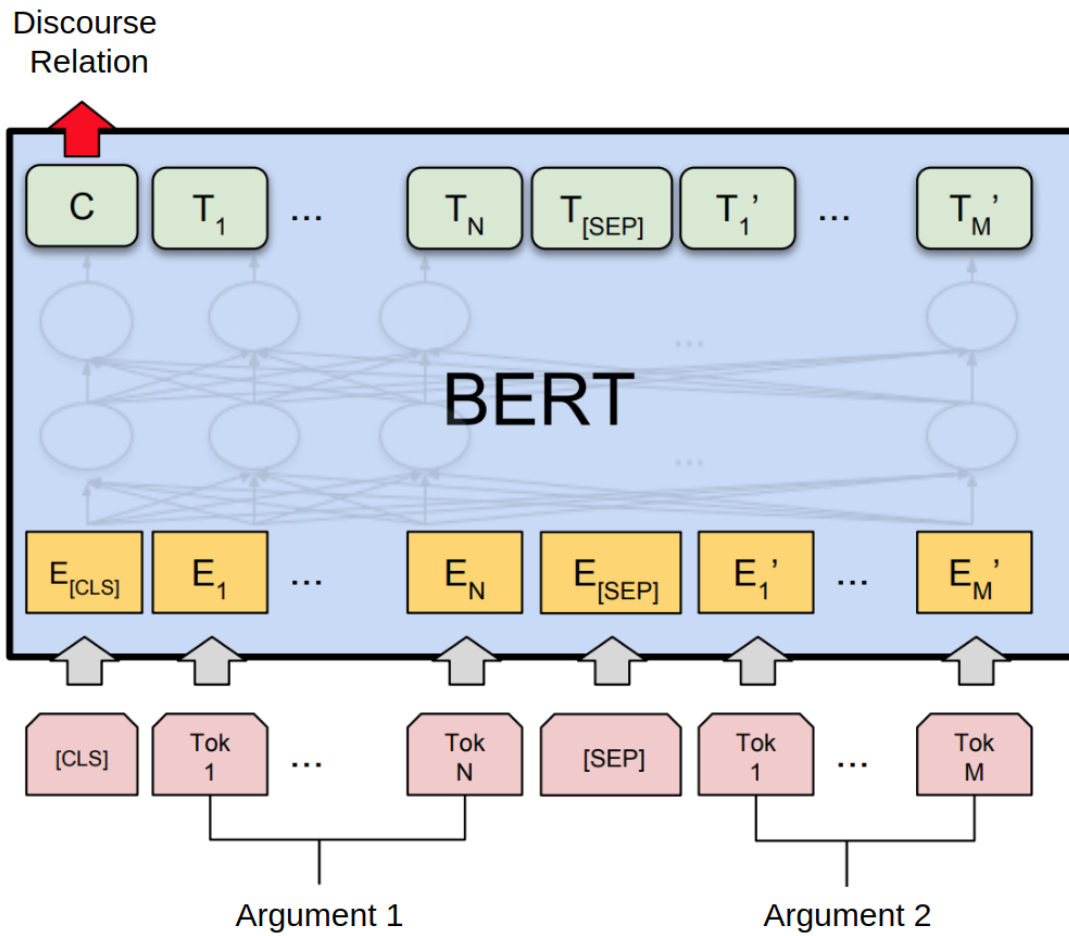 Discourse
Relation
C T1 ... TN T[SEP] T1' ... TM'
...
BERT
...
E[CLS] E1 ... EN E[SEP] E1' ... EM'
[CLS] Tok 1 ... Tok N [SEP] Tok 1 ... Tok M
Argument 1 Argument 2